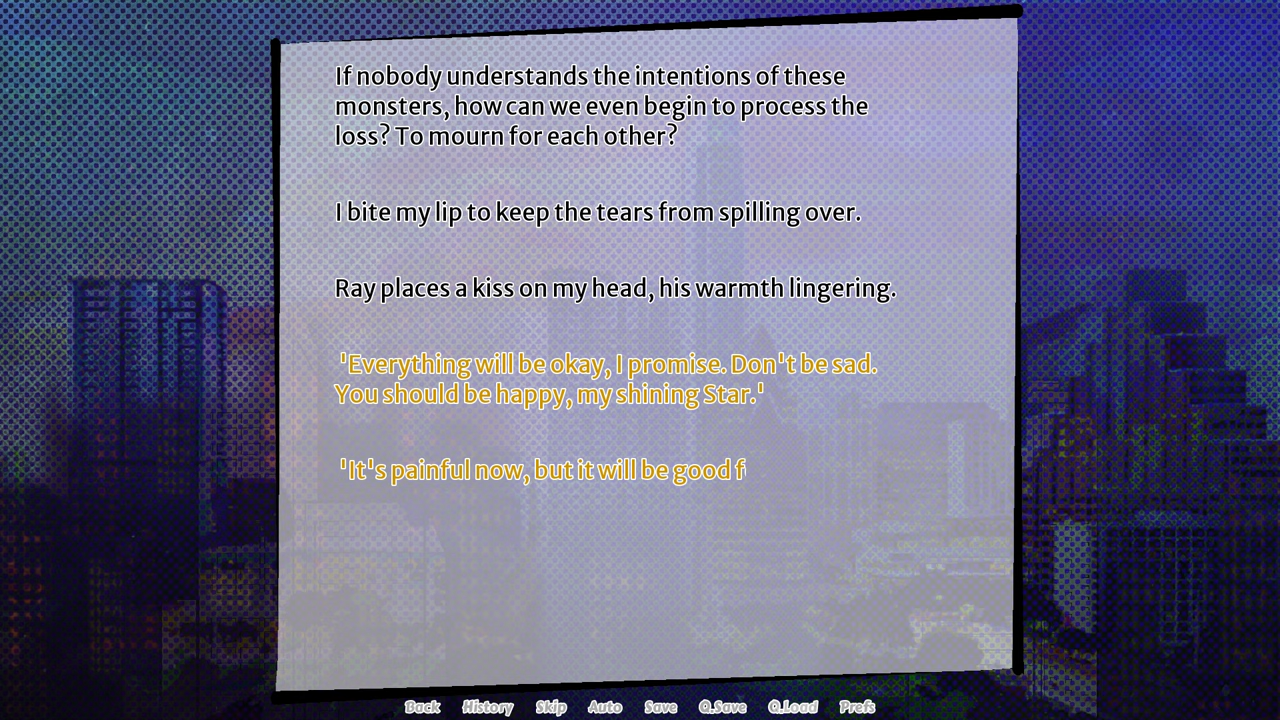 If nobody understands the intentions of these
monsters, how can we even begin to process the
loss? To mourn for each other?
I bite my lip to keep the tears from spilling over.
Ray places a kiss on my head, his warmth lingering.
'Everything will be okay, I promise. Don't be sad.
You should be happy, my shining Star.'
'It's painful now, but it will be good f
Back History Skip Auto Save Q.Save Q.Load Prefs